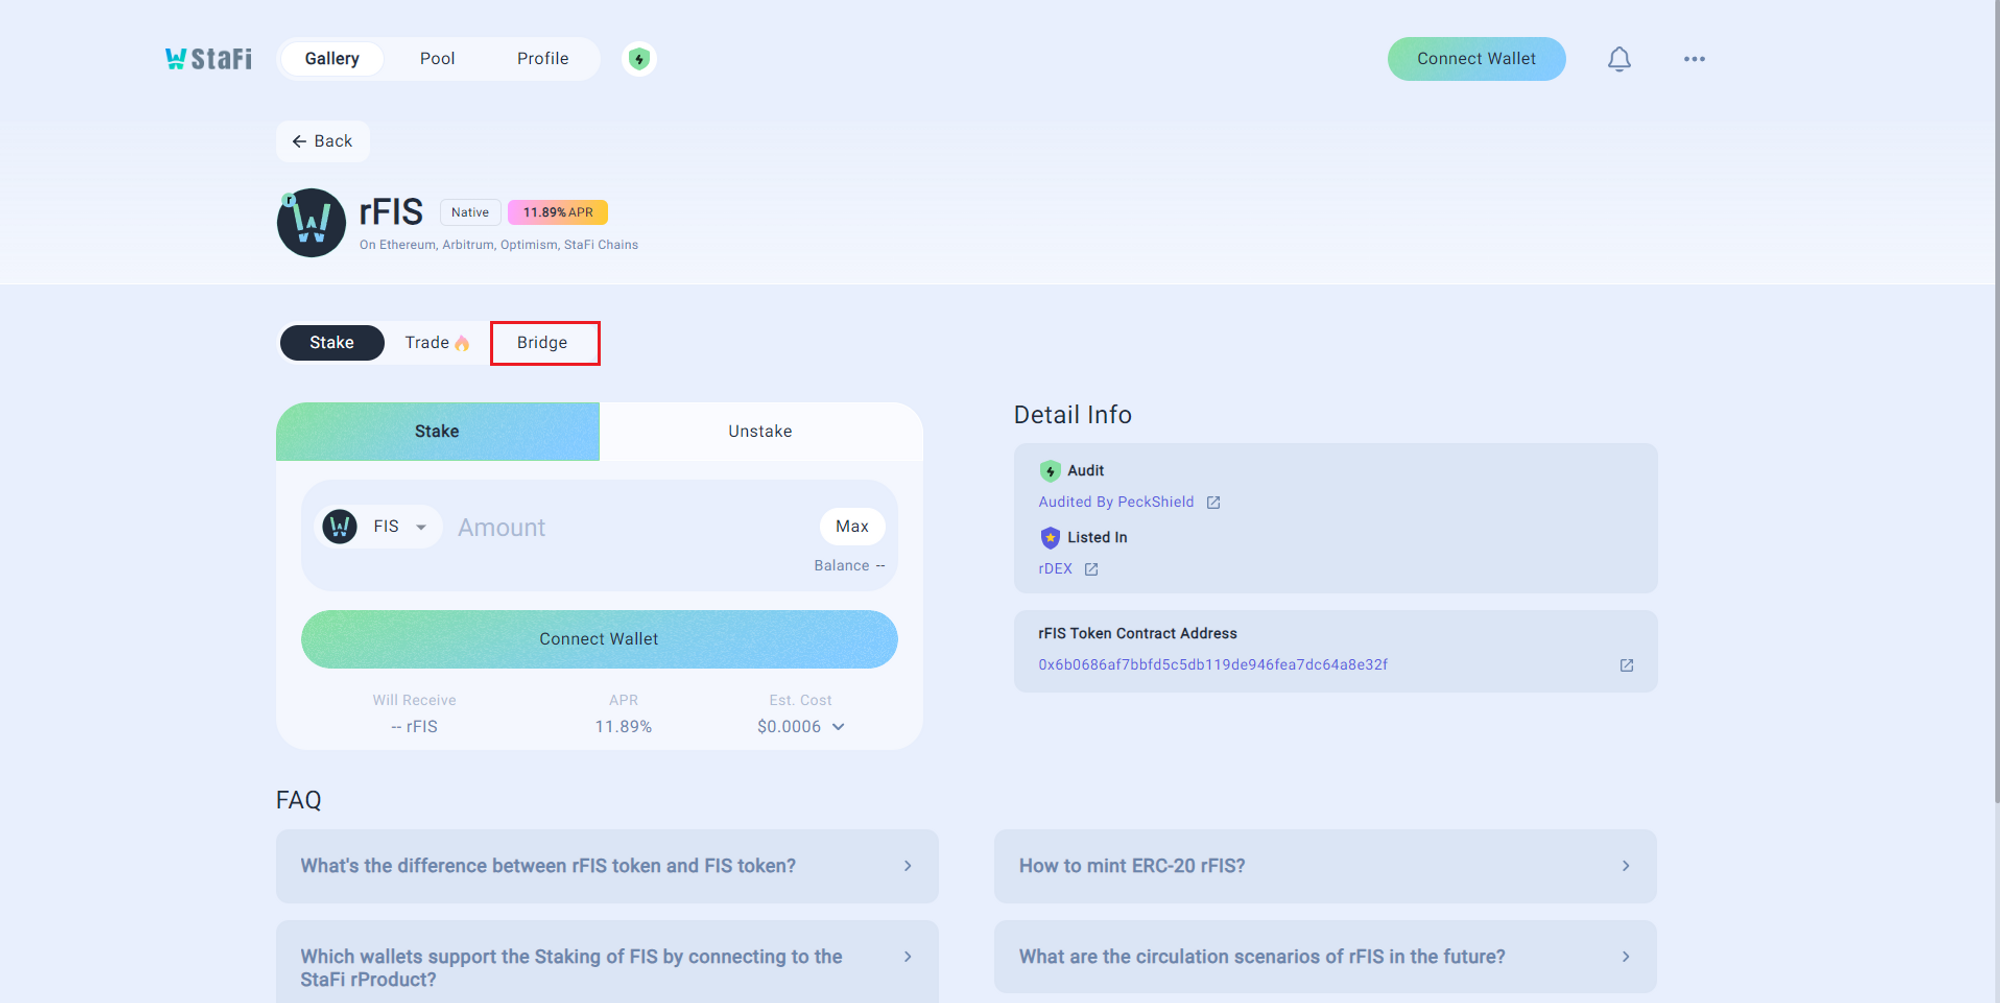 StaFi
Gallery
Pool
Profile
Connect Wallet
Back
r
rFIS
Native
11.89% APR
On Ethereum, Arbitrum, Optimism, StaFi Chains
Stake
Trade
Bridge
Stake
Unstake
FIS
Amount
Max
Balance --
Connect Wallet
Will Receive
APR
Est. Cost
-- rFIS
11.89%
$0.0006
Detail Info
Audit
Audited By PeckShield
Listed In
rDEX
rFIS Token Contract Address
0x6b0686af7bbfd5c5db119de946fea7dc64a8e32f
FAQ
What's the difference between rFIS token and FIS token?
How to mint ERC-20 rFIS?
Which wallets support the Staking of FIS by connecting to the
StaFi rProduct?
What are the circulation scenarios of rFIS in the future?